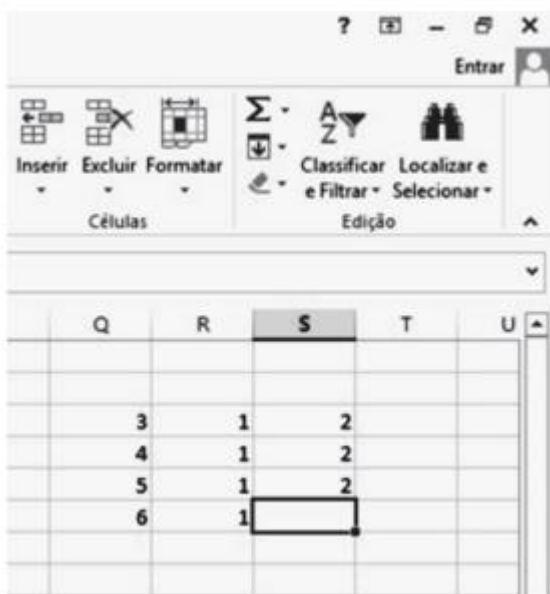 ?
Entrar
Inserir Excluir Formatar Classificar Localizar e
e Filtrar Selecionar
Células Edição
Q R S T U
3 1 2
4 1 2
5 1 2
6 1